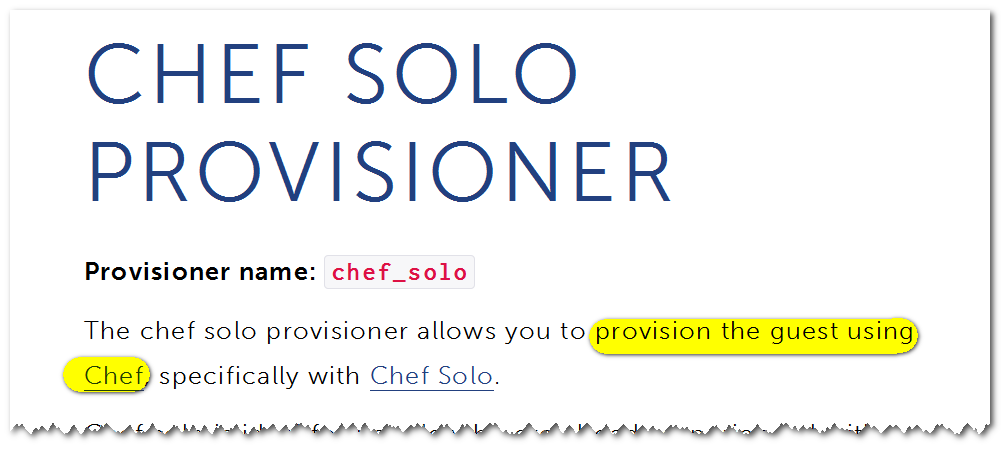 CHEF SOLO
PROVISIONER
Provisioner name: chef_solo
The chef solo provisioner allows you to provision the guest using
Chef, specifically with Chef Solo.